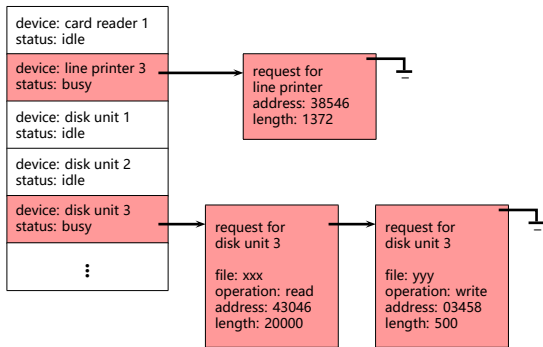 device: card reader 1
status: idle
device: line printer 3
status: busy
device: disk unit 1
status: idle
device: disk unit 2
status: idle
device: disk unit 3
status: busy
request for
line printer
address: 38546
length: 1372
request for
disk unit 3
file: xxx
operation: read
address: 43046
length: 20000
request for
disk unit 3
file: yyy
operation: write
address: 03458
length: 500